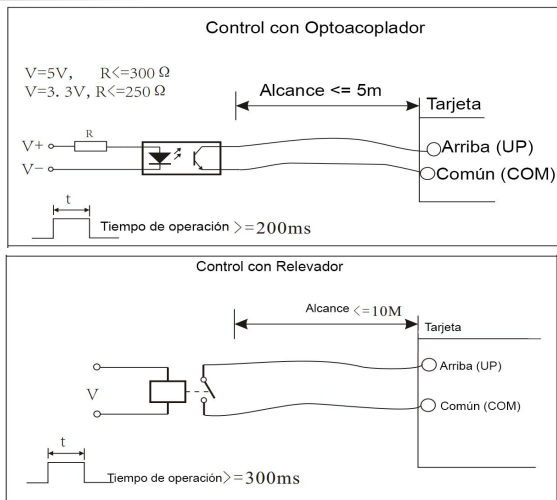 Control con Optoacoplador
V=5V, R<=300 Ω
V=3. 3V, R<=250 Ω
Alcance <= 5m
Tarjeta
R
V+
Arriba (UP)
V-
Común (COM)
t
Tiempo de operación >=200ms
Control con Relevador
Alcance <=10M
Tarjeta
Arriba (UP)
V
Común (COM)
t
Tiempo de operación>=300ms